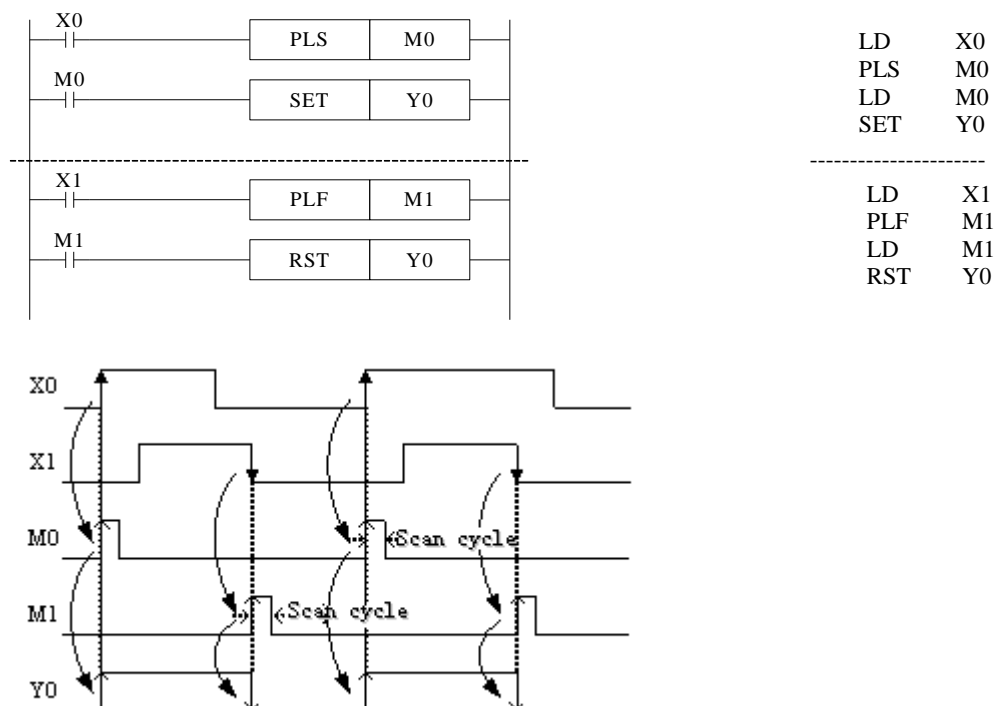 X0
PLS M0
M0
SET Y0
X1
PLF M1
M1
RST Y0
LD X0
PLS M0
LD M0
SET Y0
-----------------------
LD X1
PLF M1
LD M1
RST Y0
X0
X1
M0
Scan cycle
M1
Scan cycle
Y0